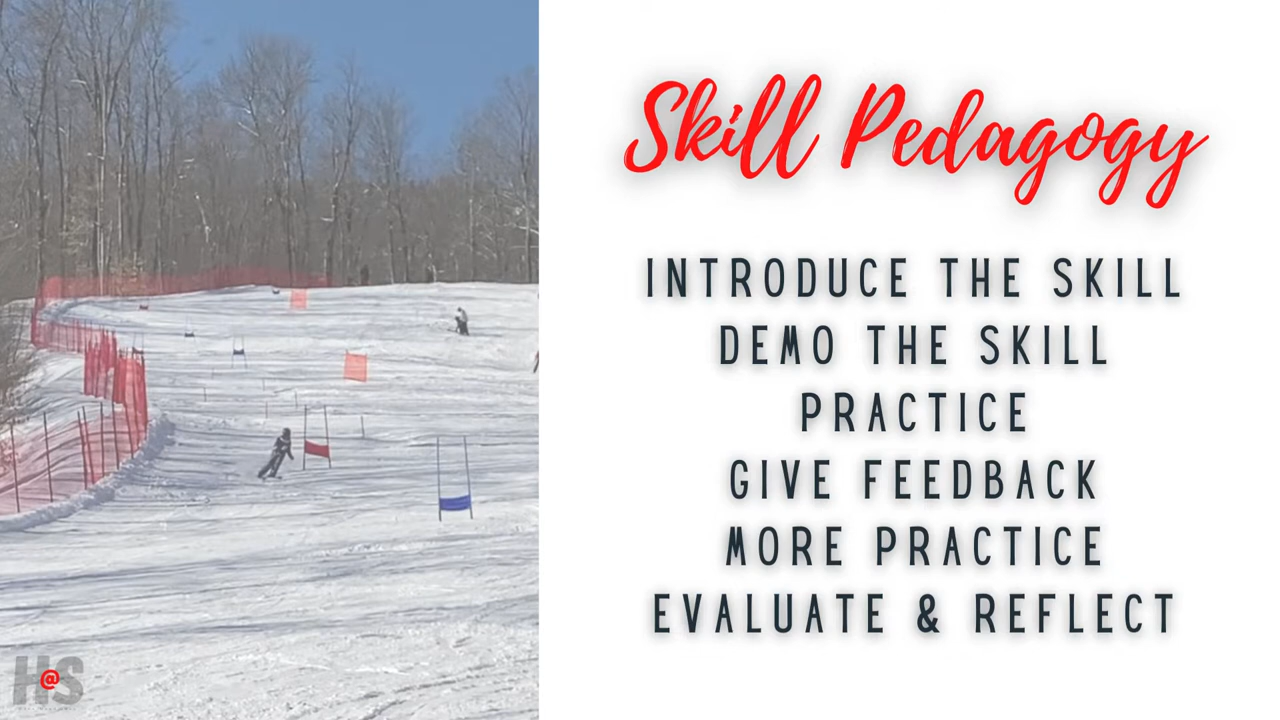 Skill Pedagogy
INTRODUCE THE SKILL
DEMO THE SKILL
PRACTICE
GIVE FEEDBACK
MORE PRACTICE
EVALUATE & REFLECT
H@S